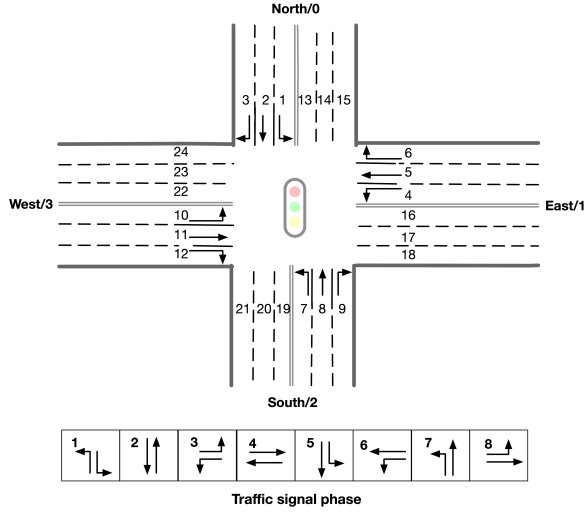 North/0
3 2 1 13 14 15
24 6
23 5
22 4
West/3 East/1
10 16
11 17
12 18
21 20 19 7 8 9
South/2
1 2 3 4 5 6 7 8
Traffic signal phase